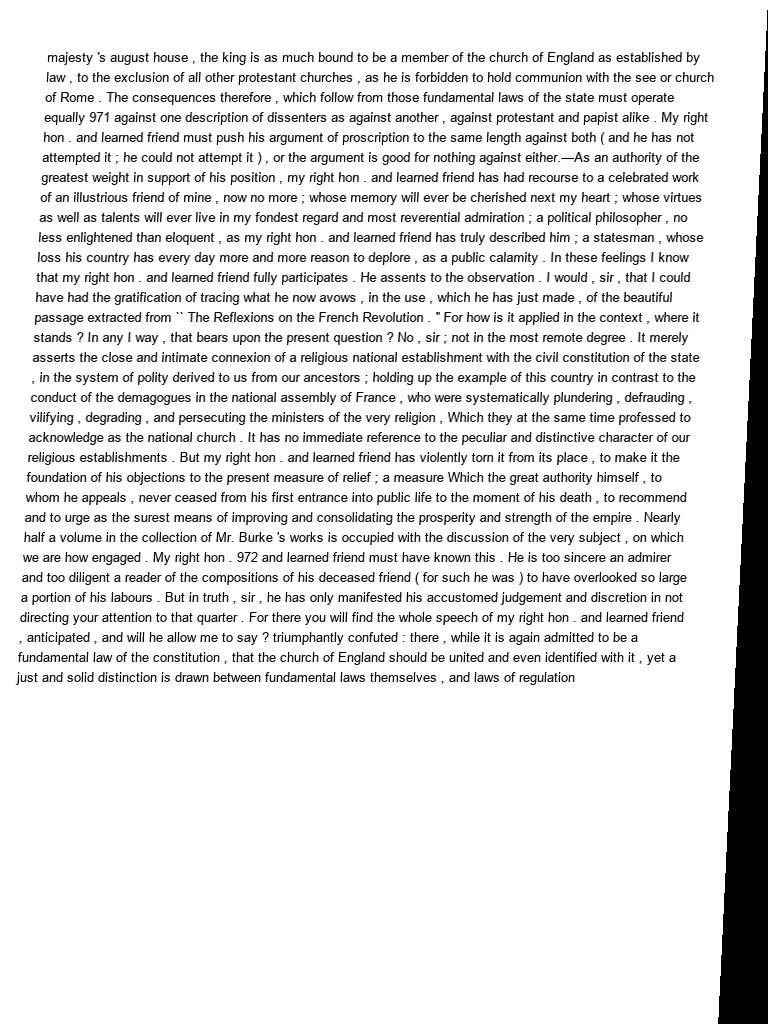 majesty 's august house , the king is as much bound to be a member of the church of England as established by
law , to the exclusion of all other protestant churches , as he is forbidden to hold communion with the see or church
of Rome . The consequences therefore , which follow from those fundamental laws of the state must operate
equally 971 against one description of dissenters as against another , against protestant and papist alike . My right
hon . and learned friend must push his argument of proscription to the same length against both ( and he has not
attempted it ; he could not attempt it ) , or the argument is good for nothing against either.—As an authority of the
greatest weight in support of his position , my right hon . and learned friend has had recourse to a celebrated work
of an illustrious friend of mine , now no more ; whose memory will ever be cherished next my heart ; whose virtues
as well as talents will ever live in my fondest regard and most reverential admiration ; a political philosopher , no
less enlightened than eloquent , as my right hon . and learned friend has truly described him ; a statesman , whose
loss his country has every day more and more reason to deplore , as a public calamity . In these feelings I know
that my right hon . and learned friend fully participates . He assents to the observation . I would , sir , that I could
have had the gratification of tracing what he now avows , in the use , which he has just made , of the beautiful
passage extracted from `` The Reflexions on the French Revolution . " For how is it applied in the context , where it
stands ? In any I way , that bears upon the present question ? No , sir ; not in the most remote degree . It merely
asserts the close and intimate connexion of a religious national establishment with the civil constitution of the state
, in the system of polity derived to us from our ancestors ; holding up the example of this country in contrast to the
conduct of the demagogues in the national assembly of France , who were systematically plundering , defrauding ,
vilifying , degrading , and persecuting the ministers of the very religion , Which they at the same time professed to
acknowledge as the national church . It has no immediate reference to the peculiar and distinctive character of our
religious establishments . But my right hon . and learned friend has violently torn it from its place , to make it the
foundation of his objections to the present measure of relief ; a measure Which the great authority himself , to
whom he appeals , never ceased from his first entrance into public life to the moment of his death , to recommend
and to urge as the surest means of improving and consolidating the prosperity and strength of the empire . Nearly
half a volume in the collection of Mr. Burke 's works is occupied with the discussion of the very subject , on which
we are how engaged . My right hon . 972 and learned friend must have known this . He is too sincere an admirer
and too diligent a reader of the compositions of his deceased friend ( for such he was ) to have overlooked so large
a portion of his labours . But in truth , sir , he has only manifested his accustomed judgement and discretion in not
directing your attention to that quarter . For there you will find the whole speech of my right hon . and learned friend
, anticipated , and will he allow me to say ? triumphantly confuted : there , while it is again admitted to be a
fundamental law of the constitution , that the church of England should be united and even identified with it , yet a
just and solid distinction is drawn between fundamental laws themselves , and laws of regulation